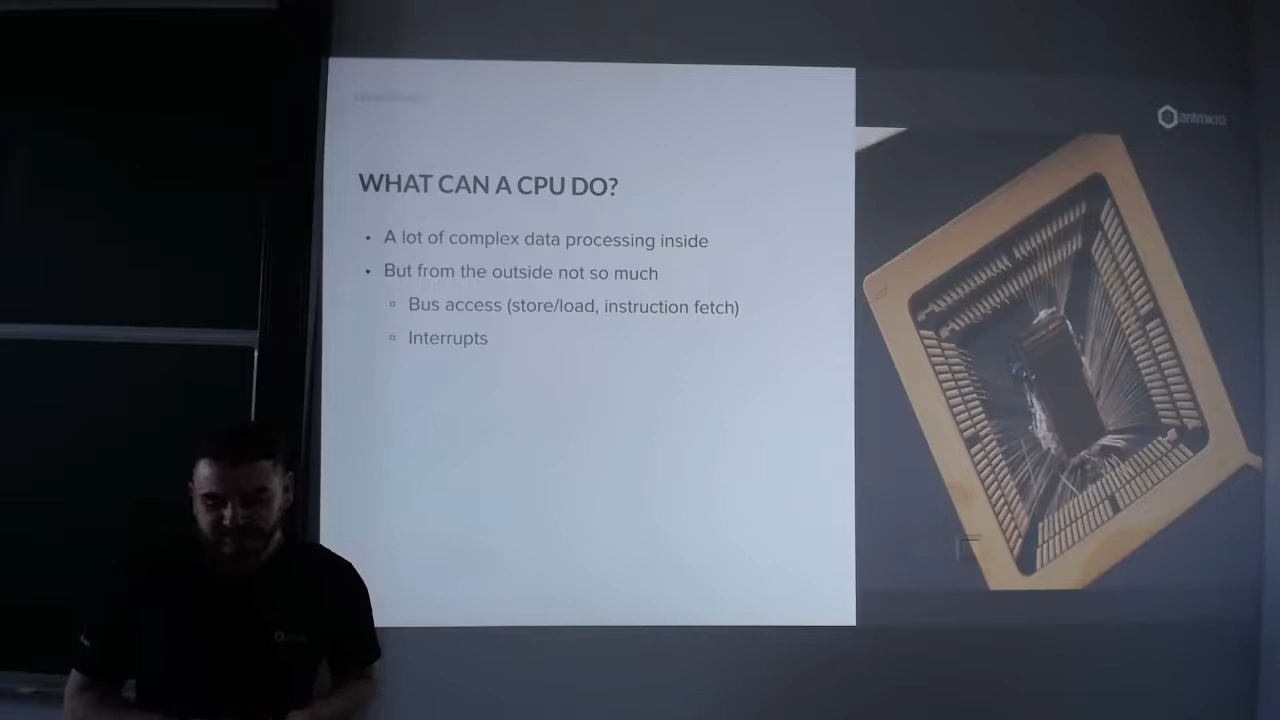 WHAT CAN A CPU DO?
• A lot of complex data processing inside
• But from the outside not so much
▫ Bus access (store/load, instruction fetch)
▫ Interrupts
antmicro